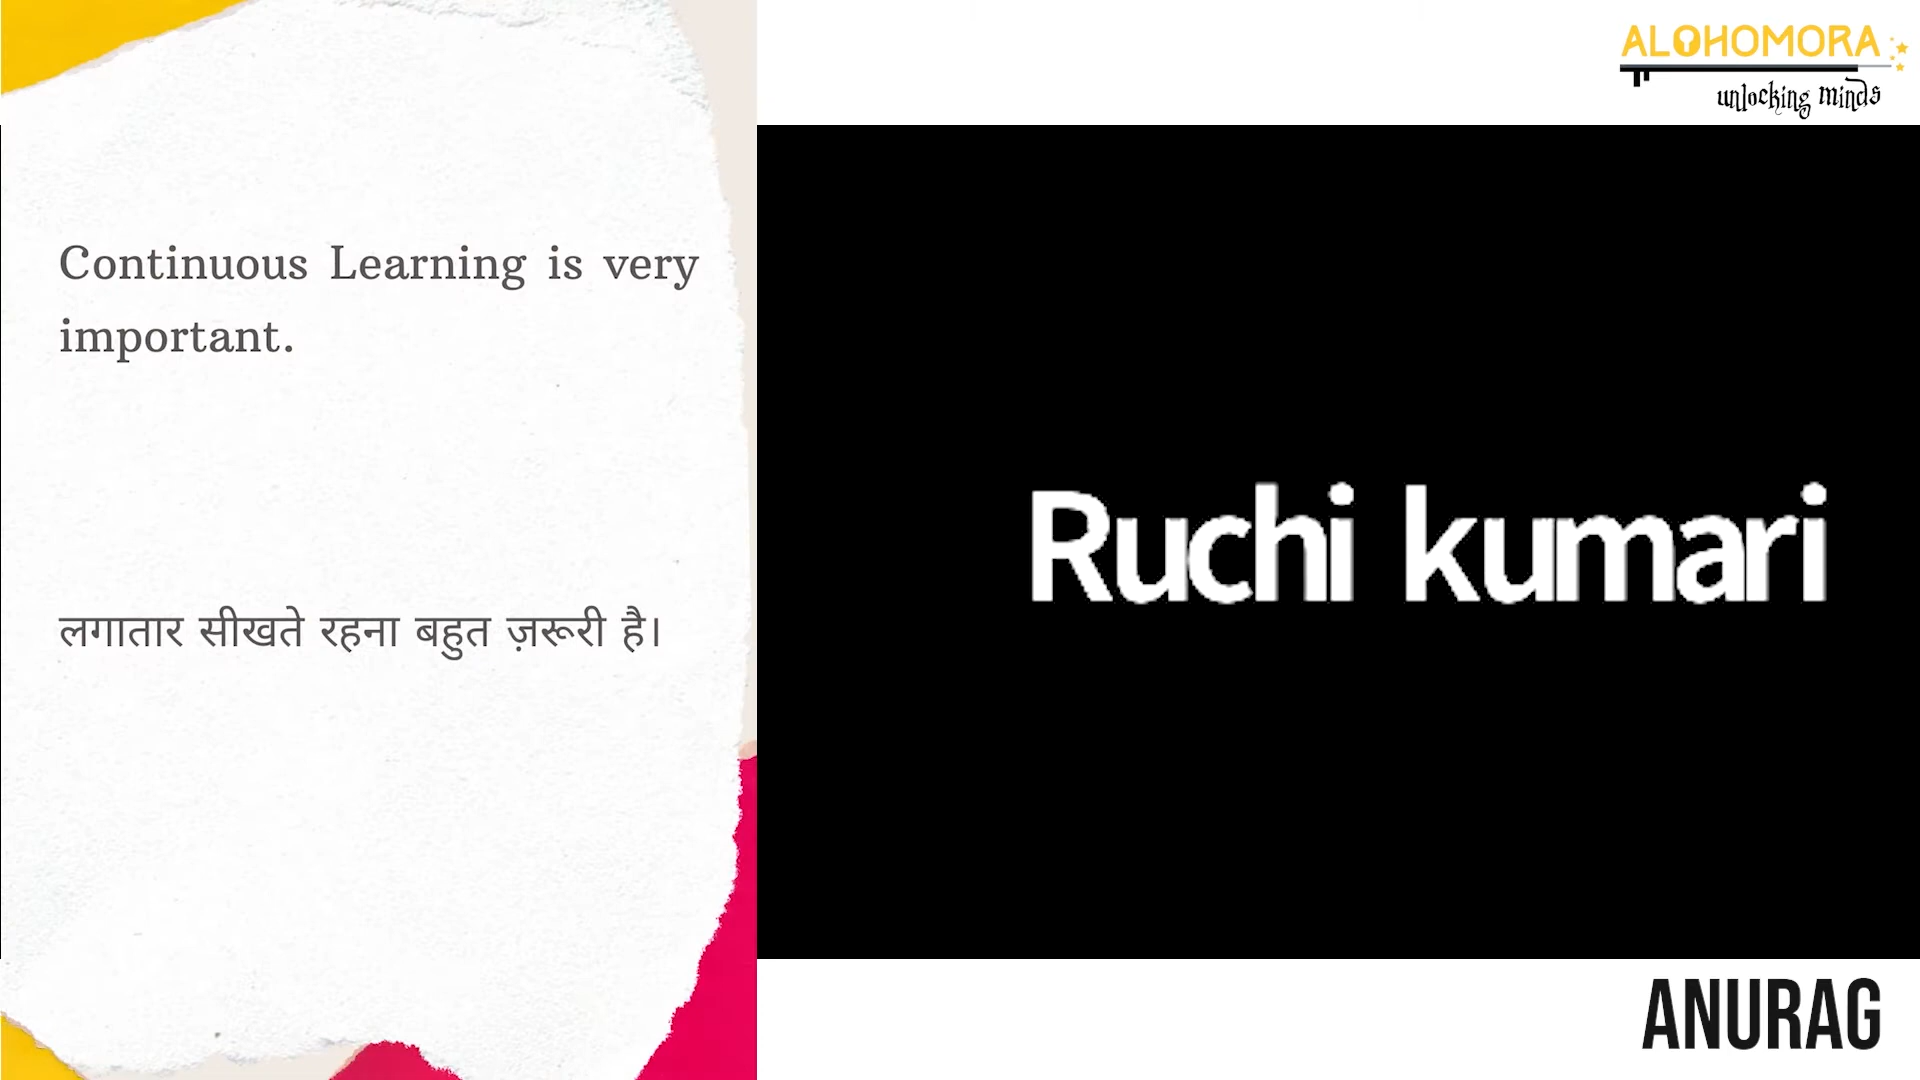 Continuous Learning is very
important.
लगातार सीखते रहना बहुत ज़रूरी है।
ALOHOMORA
unlocking minds
Ruchi kumari
ANURAG